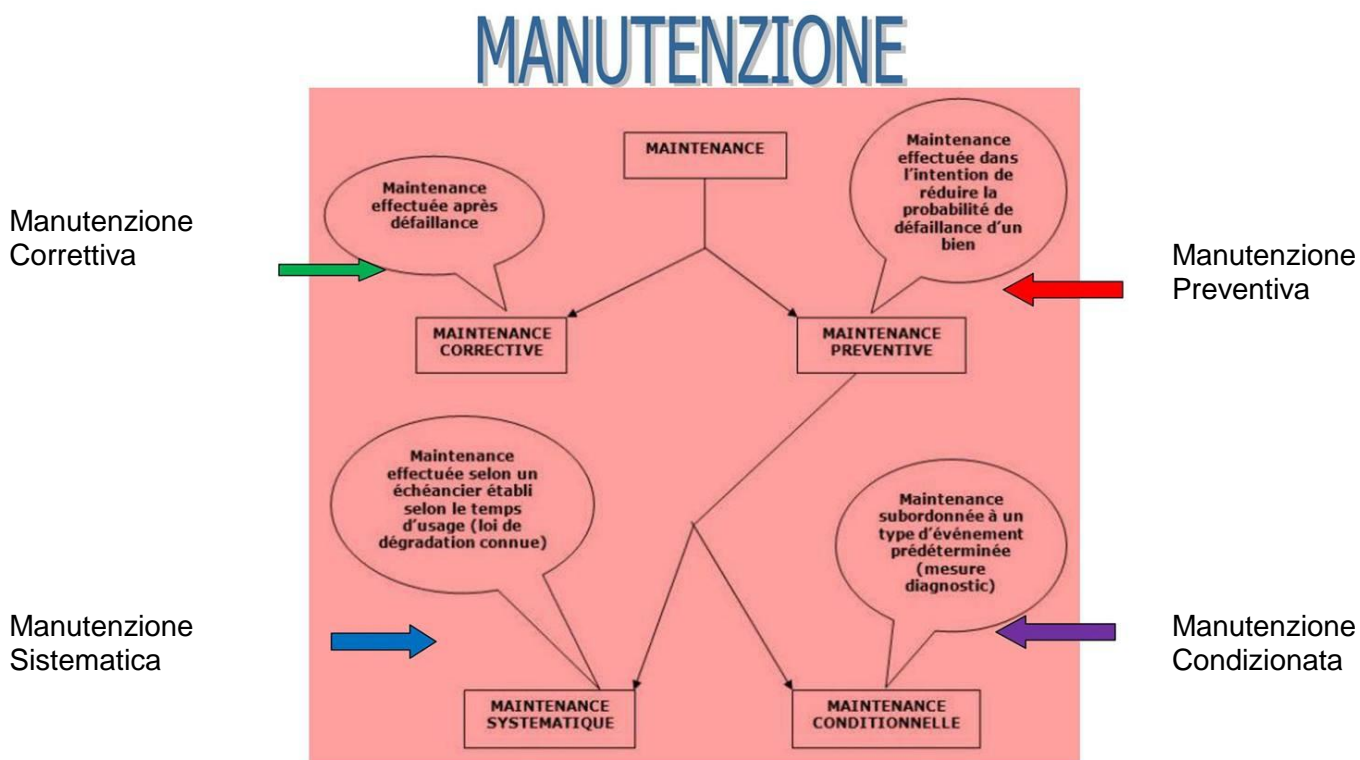 MANUTENZIONE
MAINTENANCE
Maintenance
effectuée dans
l'intention de
réduire la
probabilité de
défaillance d'un
bien
Maintenance
effectuée après
défaillance
Manutenzione
Correttiva
Manutenzione
Preventiva
MAINTENANCE
CORRECTIVE
MAINTENANCE
PREVENTIVE
Maintenance
effectuée selon un
échéancier établi
selon le temps
d'usage (loi de
dégradation connue)
Maintenance
subordonnée à un
type d'événement
prédéterminée
(mesure
diagnostic)
Manutenzione
Sistematica
Manutenzione
Condizionata
MAINTENANCE
SYSTEMATIQUE
MAINTENANCE
CONDITIONNELLE